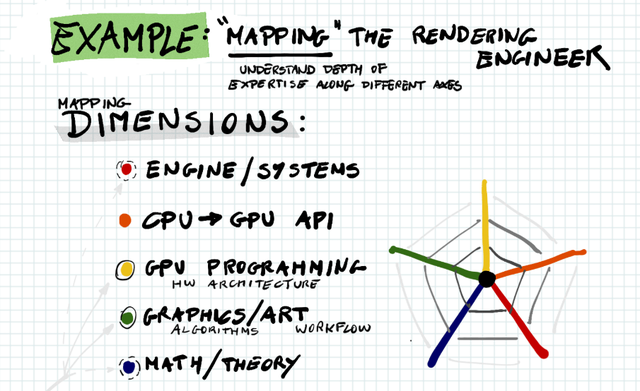 EXAMPLE: "MAPPING" THE RENDERING
ENGINEER
UNDERSTAND DEPTH OF
EXPERTISE ALONG DIFFERENT AXES
MAPPING
DIMENSIONS:
ENGINE/SYSTEMS
CPU → GPU API
GPU PROGRAMMING
HW ARCHITECTURE
GRAPHICS/ART
ALGORITHMS WORKFLOW
MATH/THEORY